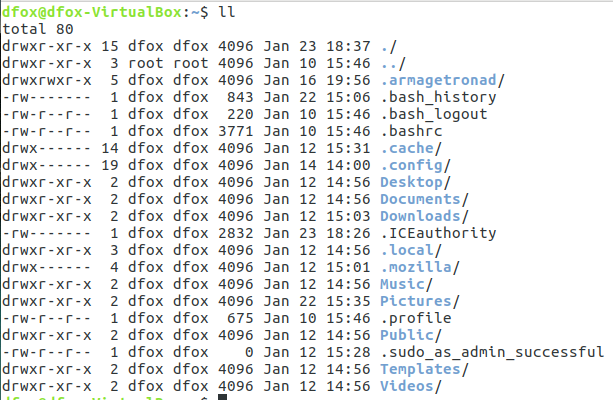 dfox@dfox-VirtualBox:~$ ll
total 80
drwxr-xr-x 15 dfox dfox 4096 Jan 23 18:37 ./
drwxr-xr-x  3 root root 4096 Jan 10 15:46 ../
drwxrwxr-x  5 dfox dfox 4096 Jan 16 19:56 .armagetronad/
-rw-------  1 dfox dfox  843 Jan 22 15:06 .bash_history
-rw-r--r--  1 dfox dfox  220 Jan 10 15:46 .bash_logout
-rw-r--r--  1 dfox dfox 3771 Jan 10 15:46 .bashrc
drwx------ 14 dfox dfox 4096 Jan 12 15:31 .cache/
drwx------ 19 dfox dfox 4096 Jan 14 14:00 .config/
drwxr-xr-x  2 dfox dfox 4096 Jan 12 14:56 Desktop/
drwxr-xr-x  2 dfox dfox 4096 Jan 12 14:56 Documents/
drwxr-xr-x  2 dfox dfox 4096 Jan 12 15:03 Downloads/
-rw-------  1 dfox dfox 2832 Jan 23 18:26 .ICEauthority
drwxr-xr-x  3 dfox dfox 4096 Jan 12 14:56 .local/
drwx------  4 dfox dfox 4096 Jan 12 15:01 .mozilla/
drwxr-xr-x  2 dfox dfox 4096 Jan 12 14:56 Music/
drwxr-xr-x  2 dfox dfox 4096 Jan 22 15:35 Pictures/
-rw-r--r--  1 dfox dfox  675 Jan 10 15:46 .profile
drwxr-xr-x  2 dfox dfox 4096 Jan 12 14:56 Public/
-rw-r--r--  1 dfox dfox    0 Jan 12 15:28 .sudo_as_admin_successful
drwxr-xr-x  2 dfox dfox 4096 Jan 12 14:56 Templates/
drwxr-xr-x  2 dfox dfox 4096 Jan 12 14:56 Videos/
dfox@dfox-VirtualBox:~$